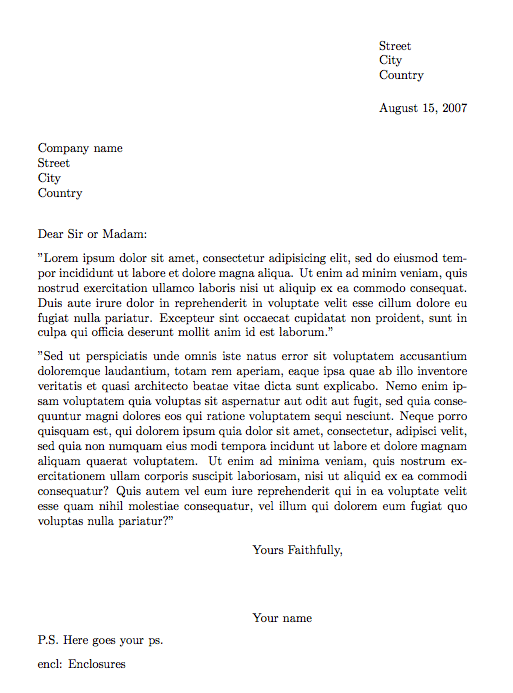 Street
City
Country
August 15, 2007
Company name
Street
City
Country
Dear Sir or Madam:
”Lorem ipsum dolor sit amet, consectetur adipisicing elit, sed do eiusmod tem-
por incididunt ut labore et dolore magna aliqua. Ut enim ad minim veniam, quis
nostrud exercitation ullamco laboris nisi ut aliquip ex ea commodo consequat.
Duis aute irure dolor in reprehenderit in voluptate velit esse cillum dolore eu
fugiat nulla pariatur. Excepteur sint occaecat cupidatat non proident, sunt in
culpa qui officia deserunt mollit anim id est laborum.”
”Sed ut perspiciatis unde omnis iste natus error sit voluptatem accusantium
doloremque laudantium, totam rem aperiam, eaque ipsa quae ab illo inventore
veritatis et quasi architecto beatae vitae dicta sunt explicabo. Nemo enim ip-
sam voluptatem quia voluptas sit aspernatur aut odit aut fugit, sed quia conse-
quuntur magni dolores eos qui ratione voluptatem sequi nesciunt. Neque porro
quisquam est, qui dolorem ipsum quia dolor sit amet, consectetur, adipisci velit,
sed quia non numquam eius modi tempora incidunt ut labore et dolore magnam
aliquam quaerat voluptatem. Ut enim ad minima veniam, quis nostrum ex-
ercitationem ullam corporis suscipit laboriosam, nisi ut aliquid ex ea commodi
consequatur? Quis autem vel eum iure reprehenderit qui in ea voluptate velit
esse quam nihil molestiae consequatur, vel illum qui dolorem eum fugiat quo
voluptas nulla pariatur?”
Yours Faithfully,
Your name
P.S. Here goes your ps.
encl: Enclosures